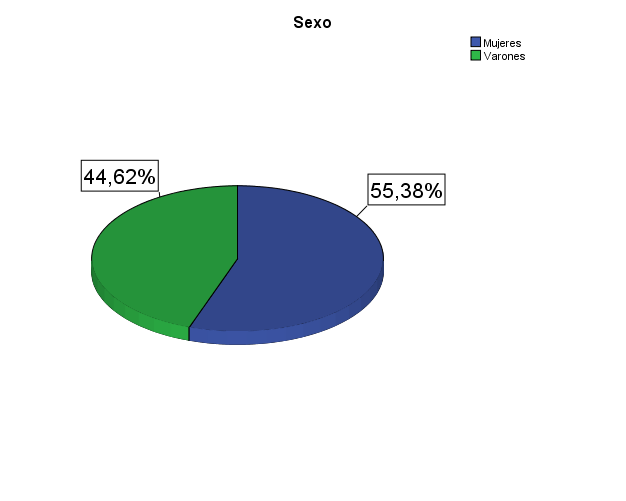 Sexo
Mujeres
Varones
44,62%
55,38%